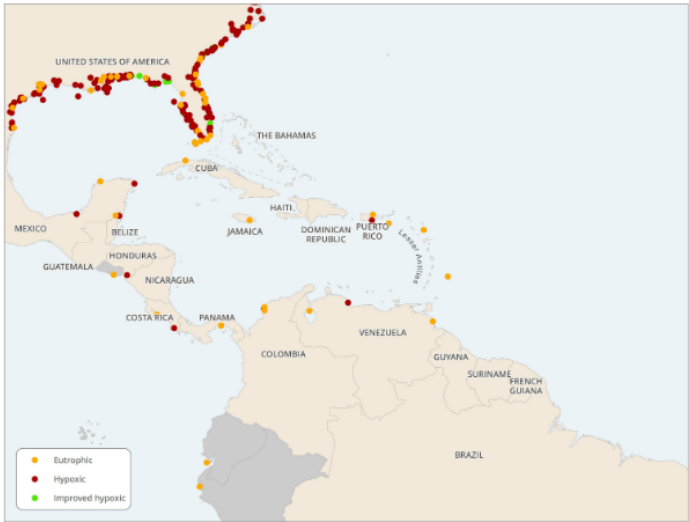 UNITED STATES OF AMERICA
THE BAHAMAS
CUBA
HAITI
DOMINICAN
REPUBLIC
PUERTO
RICO
JAMAICA
Lesser Antilles
MEXICO
BELIZE
HONDURAS
GUATEMALA
NICARAGUA
COSTA RICA
PANAMA
VENEZUELA
COLOMBIA
GUYANA
SURINAME
FRENCH
GUIANA
BRAZIL
Eutrophic
Hypoxic
Improved hypoxic